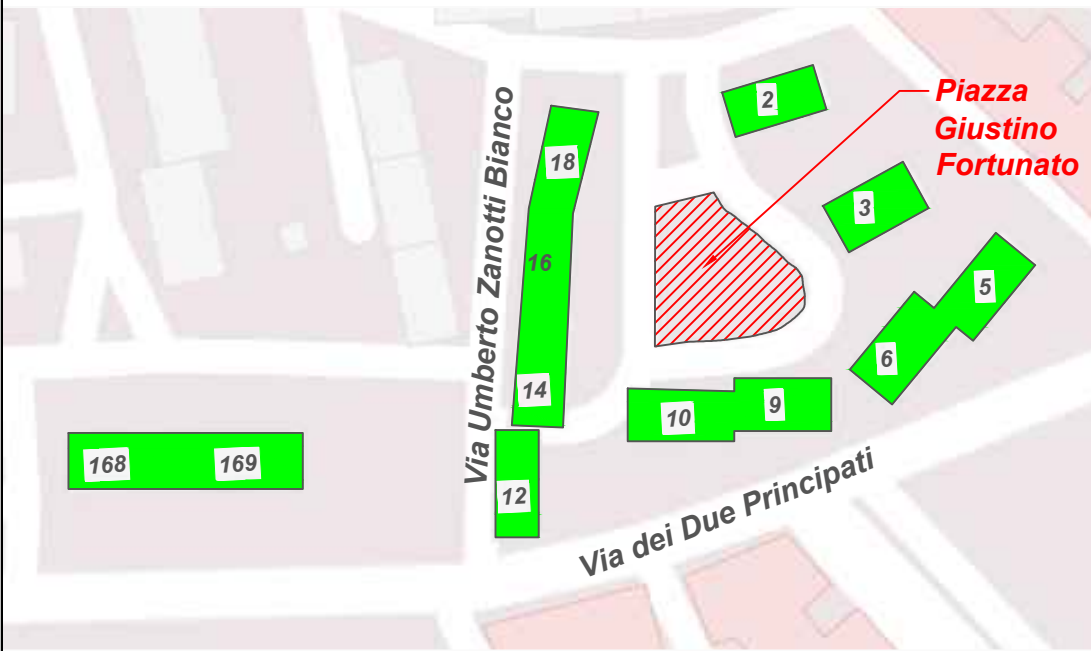 2
Piazza
Giustino
Fortunato
18
3
Via Umberto Zanotti Bianco
16
5
6
14
10
9
168
169
12
Via dei Due Principati